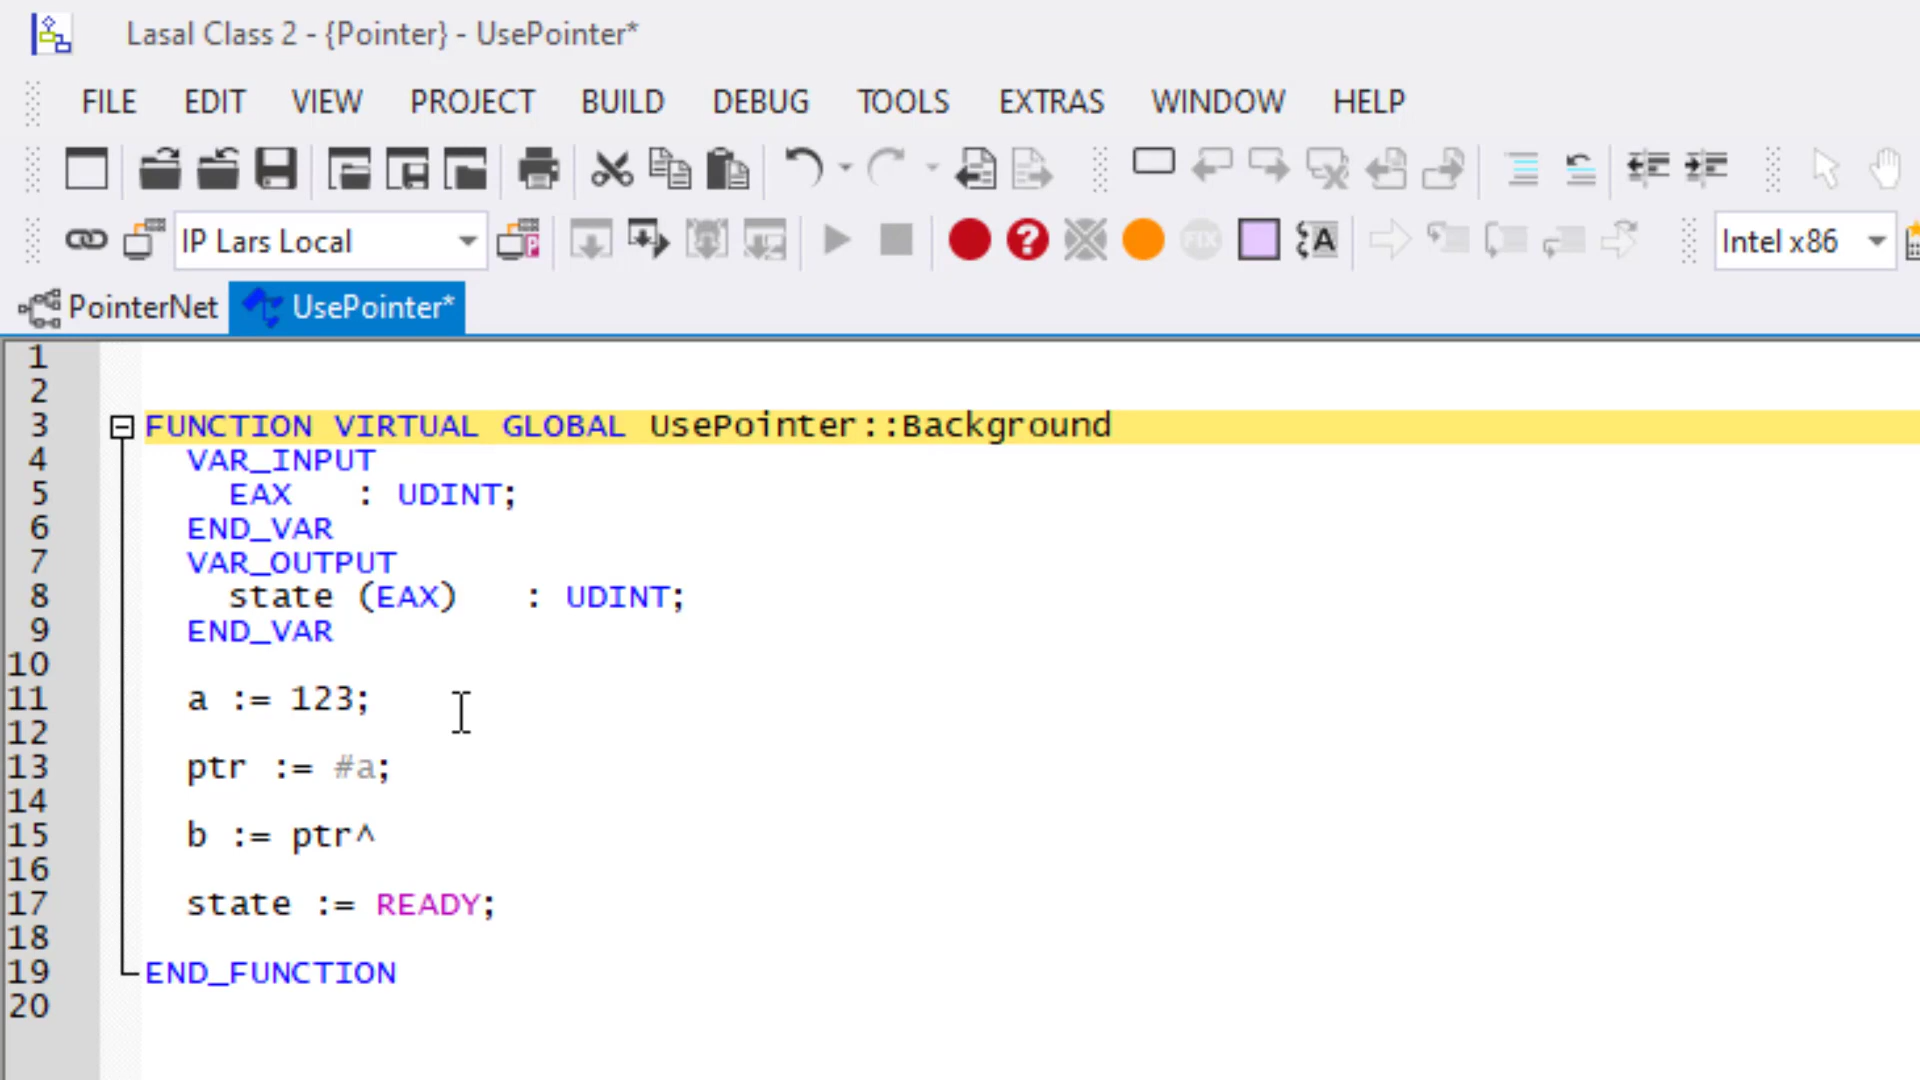 Lasal Class 2 - {Pointer} - UsePointer*
FILE EDIT VIEW PROJECT BUILD DEBUG TOOLS EXTRAS WINDOW HELP
IP Lars Local P ? FIX A Intel x86
PointerNet UsePointer*
1
2
3 FUNCTION VIRTUAL GLOBAL UsePointer::Background
4 VAR_INPUT
5 EAX : UDINT;
6 END_VAR
7 VAR_OUTPUT
8 state (EAX) : UDINT;
9 END_VAR
10
11 a := 123;
12
13 ptr := #a;
14
15 b := ptr^
16
17 state := READY;
18
19 END_FUNCTION
20